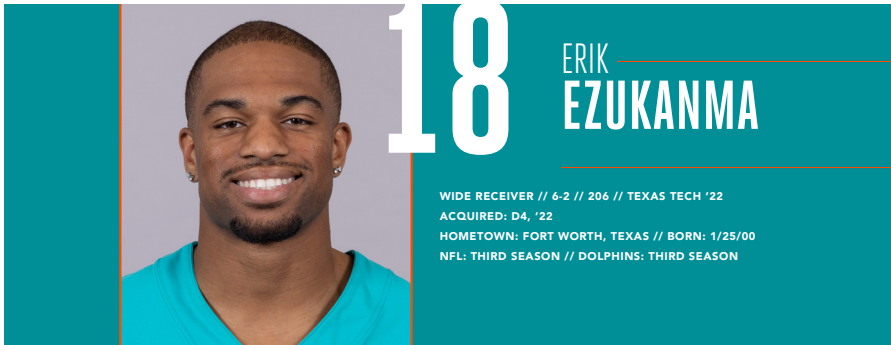 18
ERIK
EZUKANMA
WIDE RECEIVER // 6-2 // 206 // TEXAS TECH ‘22
ACQUIRED: D4, ‘22
HOMETOWN: FORT WORTH, TEXAS // BORN: 1/25/00
NFL: THIRD SEASON // DOLPHINS: THIRD SEASON